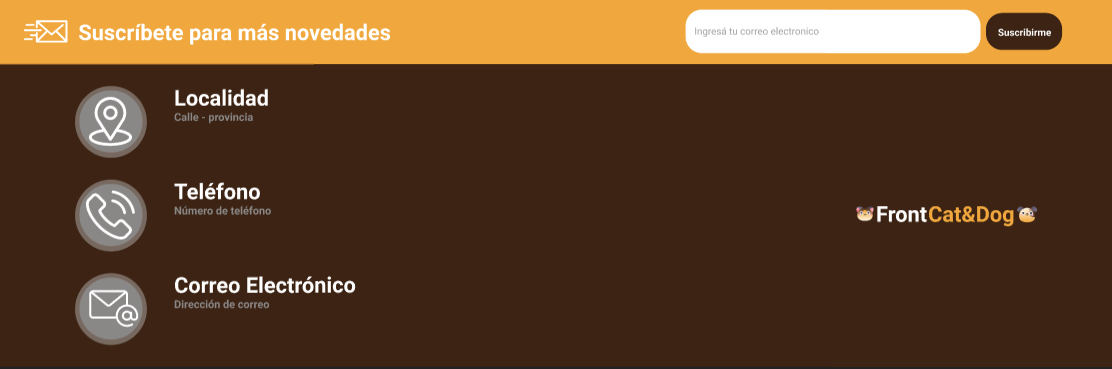 Suscríbete para más novedades
Ingresá tu correo electronico
Suscribirme
Localidad
Calle - provincia
Teléfono
Número de teléfono
FrontCat&Dog
Correo Electrónico
Dirección de correo